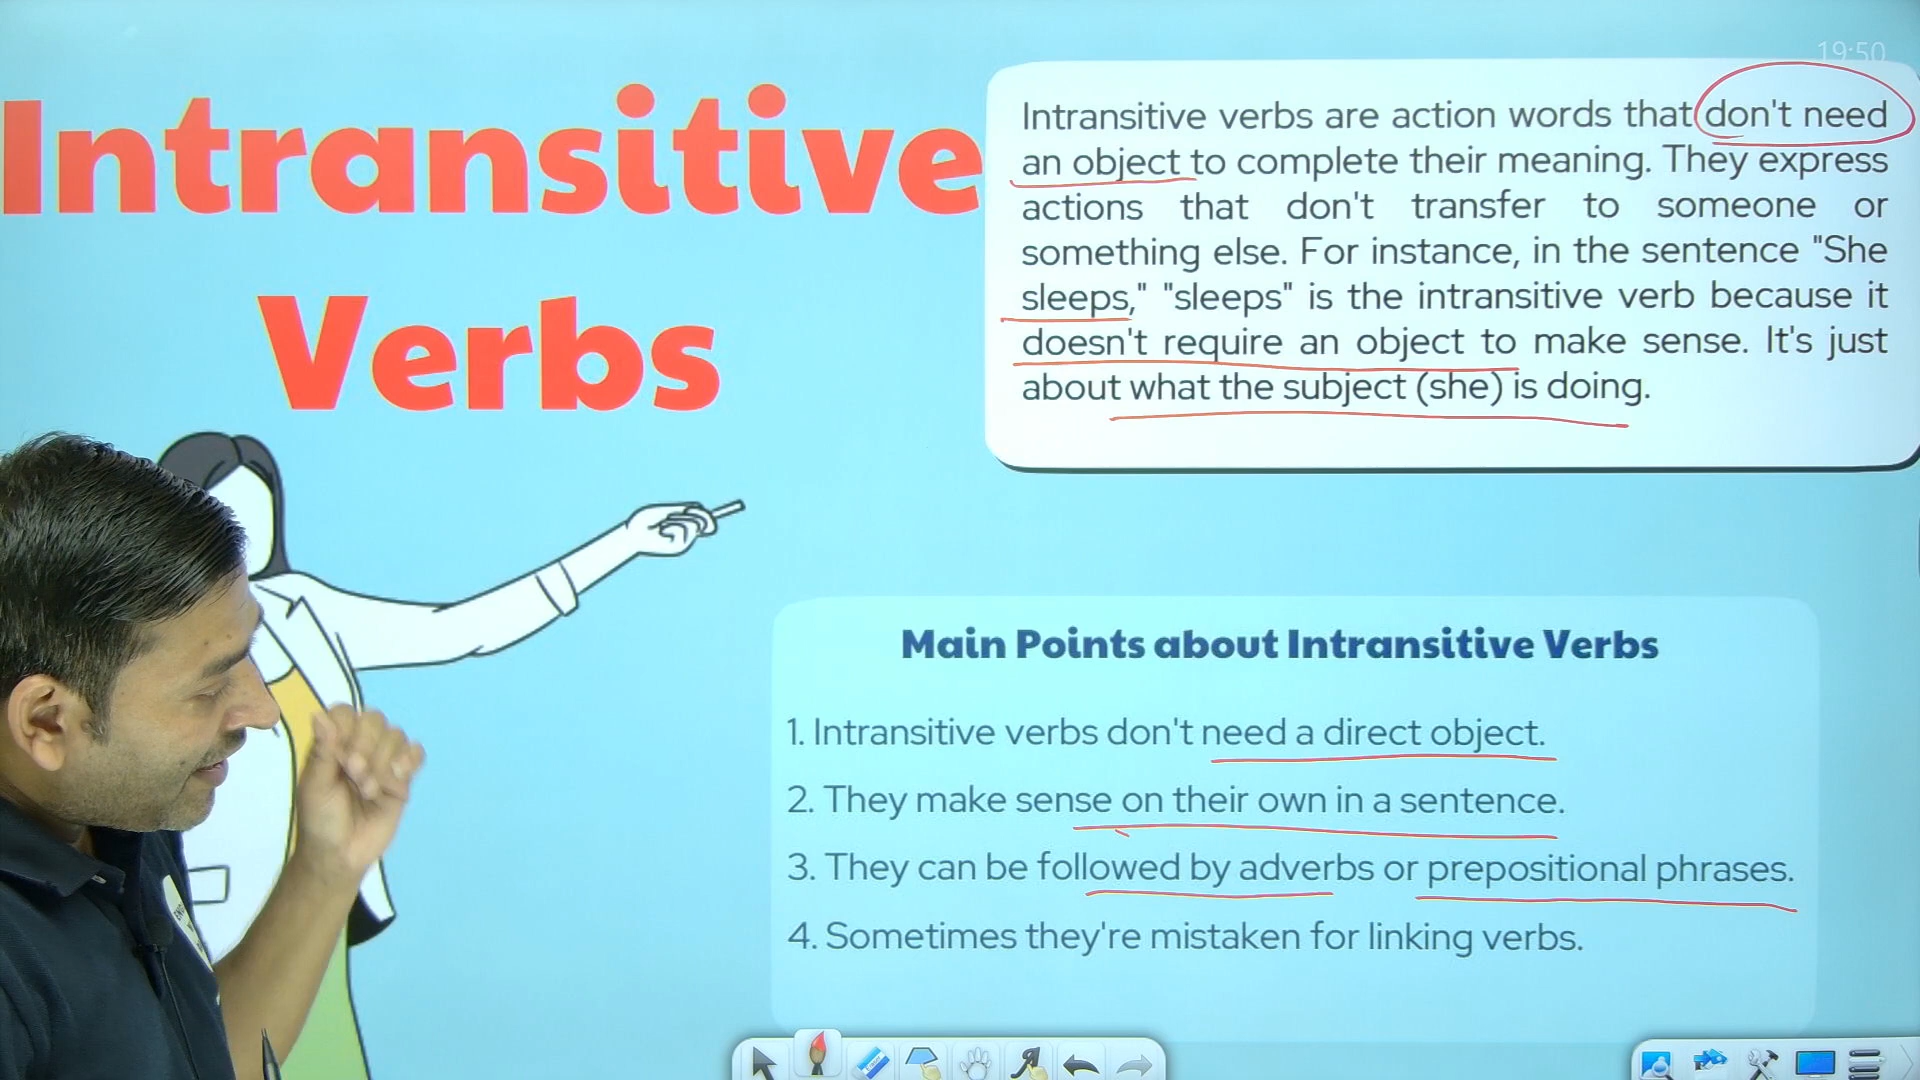 19:50
Intransitive
Verbs
Intransitive verbs are action words that don't need
an object to complete their meaning. They express
actions that don't transfer to someone or
something else. For instance, in the sentence "She
sleeps," "sleeps" is the intransitive verb because it
doesn't require an object to make sense. It's just
about what the subject (she) is doing.
Main Points about Intransitive Verbs
1. Intransitive verbs don't need a direct object.
2. They make sense on their own in a sentence.
3. They can be followed by adverbs or prepositional phrases.
4. Sometimes they're mistaken for linking verbs.